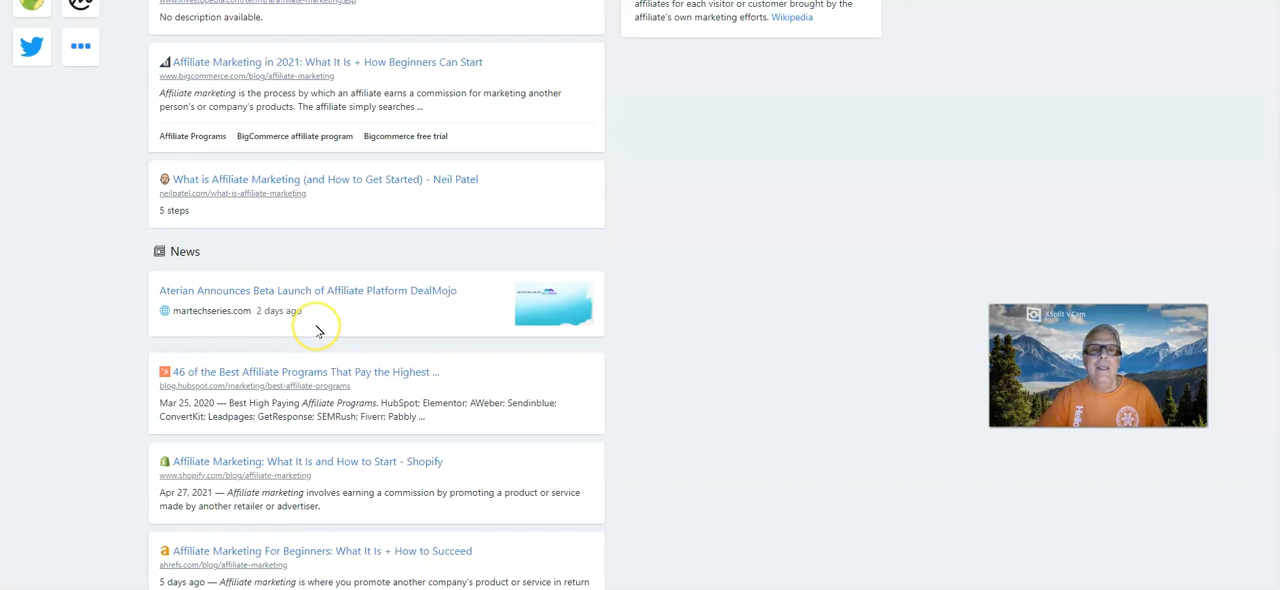 www.investopedia.com/terms/a/affiliate-marketing.asp
No description available.
affiliates for each visitor or customer brought by the
affiliate's own marketing efforts. Wikipedia
Affiliate Marketing in 2021: What It Is + How Beginners Can Start
www.bigcommerce.com/blog/affiliate-marketing
Affiliate marketing is the process by which an affiliate earns a commission for marketing another
person's or company's products. The affiliate simply searches ...
Affiliate Programs BigCommerce affiliate program Bigcommerce free trial
What is Affiliate Marketing (and How to Get Started) - Neil Patel
neilpatel.com/what-is-affiliate-marketing
5 steps
News
Aterian Announces Beta Launch of Affiliate Platform DealMojo
martechseries.com 2 days ago
46 of the Best Affiliate Programs That Pay the Highest ...
blog.hubspot.com/marketing/best-affiliate-programs
Mar 25, 2020 — Best High Paying Affiliate Programs. HubSpot; Elementor; AWeber; Sendinblue;
ConvertKit; Leadpages; GetResponse; SEMRush; Fiverr; Pabbly ...
Affiliate Marketing: What It Is and How to Start - Shopify
www.shopify.com/blog/affiliate-marketing
Apr 27, 2021 — Affiliate marketing involves earning a commission by promoting a product or service
made by another retailer or advertiser.
Affiliate Marketing For Beginners: What It Is + How to Succeed
ahrefs.com/blog/affiliate-marketing
5 days ago — Affiliate marketing is where you promote another company's product or service in return
XSplit VCam
Hello